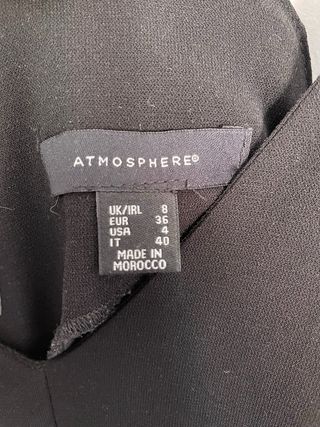 ATMOSPHERE®
UK/IRL 8
EUR 36
USA 4
IT 40
MADE IN
MOROCCO